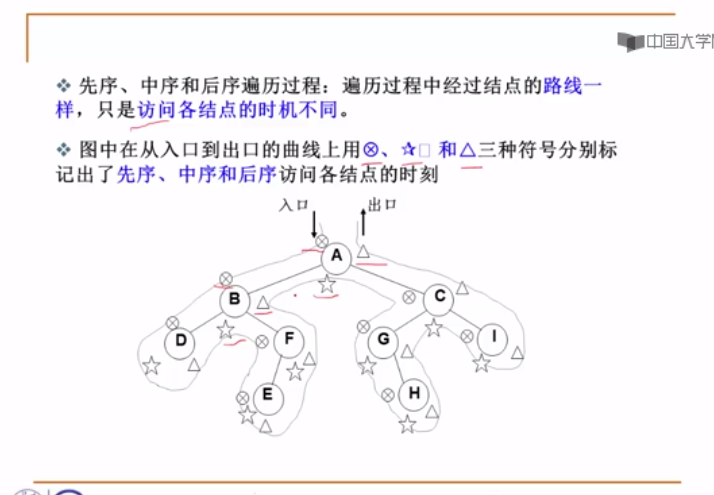 中国大学
先序、中序和后序遍历过程：遍历过程中经过结点的路线一
样，只是访问各结点的时机不同。
图中在从入口到出口的曲线上用⊗、☆□ 和△三种符号分别标
记出了先序、中序和后序访问各结点的时刻
入口 出口
A
B C
D F G I
E H